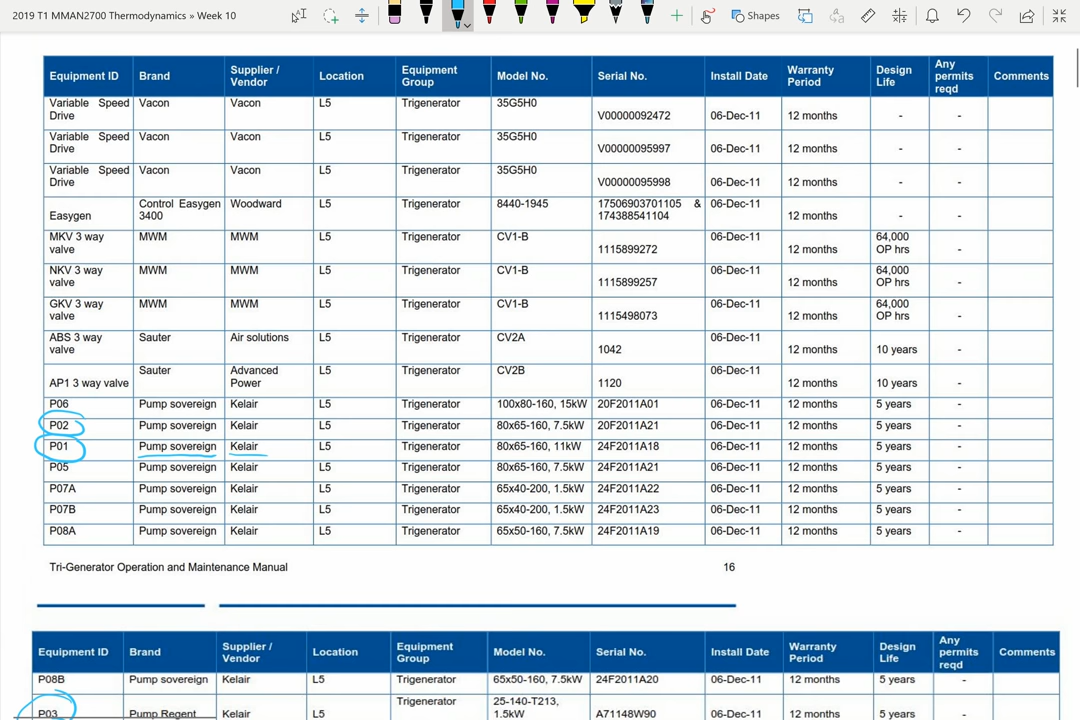 2019 T1 MMAN2700 Thermodynamics » Week 10
Shapes
Equipment ID Brand Supplier / Vendor Location Equipment Group Model No. Serial No. Install Date Warranty Period Design Life Any permits reqd Comments
Variable Speed Drive Vacon Vacon L5 Trigenerator 35G5H0 V00000092472 06-Dec-11 12 months - -
Variable Speed Drive Vacon Vacon L5 Trigenerator 35G5H0 V00000095997 06-Dec-11 12 months - -
Variable Speed Drive Vacon Vacon L5 Trigenerator 35G5H0 V00000095998 06-Dec-11 12 months - -
Easygen Control Easygen 3400 Woodward L5 Trigenerator 8440-1945 17506903701105 & 174388541104 06-Dec-11 12 months - -
MKV 3 way valve MWM MWM L5 Trigenerator CV1-B 1115899272 06-Dec-11 12 months 64,000 OP hrs -
NKV 3 way valve MWM MWM L5 Trigenerator CV1-B 1115899257 06-Dec-11 12 months 64,000 OP hrs -
GKV 3 way valve MWM MWM L5 Trigenerator CV1-B 1115498073 06-Dec-11 12 months 64,000 OP hrs -
ABS 3 way valve Sauter Air solutions L5 Trigenerator CV2A 1042 06-Dec-11 12 months 10 years -
AP1 3 way valve Sauter Advanced Power L5 Trigenerator CV2B 1120 06-Dec-11 12 months 10 years -
P06 Pump sovereign Kelair L5 Trigenerator 100x80-160, 15kW 20F2011A01 06-Dec-11 12 months 5 years -
P02 Pump sovereign Kelair L5 Trigenerator 80x65-160, 7.5kW 20F2011A21 06-Dec-11 12 months 5 years -
P01 Pump sovereign Kelair L5 Trigenerator 80x65-160, 11kW 24F2011A18 06-Dec-11 12 months 5 years -
P05 Pump sovereign Kelair L5 Trigenerator 80x65-160, 7.5kW 24F2011A21 06-Dec-11 12 months 5 years -
P07A Pump sovereign Kelair L5 Trigenerator 65x40-200, 1.5kW 24F2011A22 06-Dec-11 12 months 5 years -
P07B Pump sovereign Kelair L5 Trigenerator 65x40-200, 1.5kW 24F2011A23 06-Dec-11 12 months 5 years -
P08A Pump sovereign Kelair L5 Trigenerator 65x50-160, 7.5kW 24F2011A19 06-Dec-11 12 months 5 years -
Tri-Generator Operation and Maintenance Manual 16
Equipment ID Brand Supplier / Vendor Location Equipment Group Model No. Serial No. Install Date Warranty Period Design Life Any permits reqd Comments
P08B Pump sovereign Kelair L5 Trigenerator 65x50-160, 7.5kW 24F2011A20 06-Dec-11 12 months 5 years -
P03 Pump Regent Kelair L5 Trigenerator 25-140-T213, 1.5kW A71148W90 06-Dec-11 12 months 5 years -